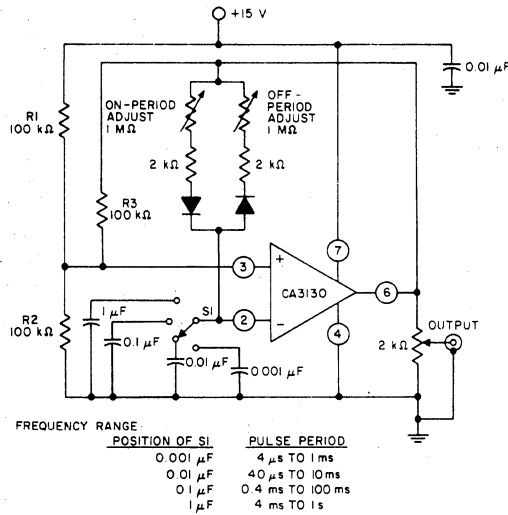 +15 V
0.01 µF
R1
100 kΩ
ON-PERIOD
ADJUST
1 MΩ
OFF-
PERIOD
ADJUST
1 MΩ
2 kΩ
2 kΩ
R3
100 kΩ
7
3
+
CA3130
6
2
–
4
R2
100 kΩ
1 µF
S1
0.1 µF
0.01 µF
0.001 µF
OUTPUT
2 kΩ
FREQUENCY RANGE:
POSITION OF S1 PULSE PERIOD
0.001 µF 4 µs TO 1 ms
0.01 µF 40 µs TO 10 ms
0.1 µF 0.4 ms TO 100 ms
1 µF 4 ms TO 1 s